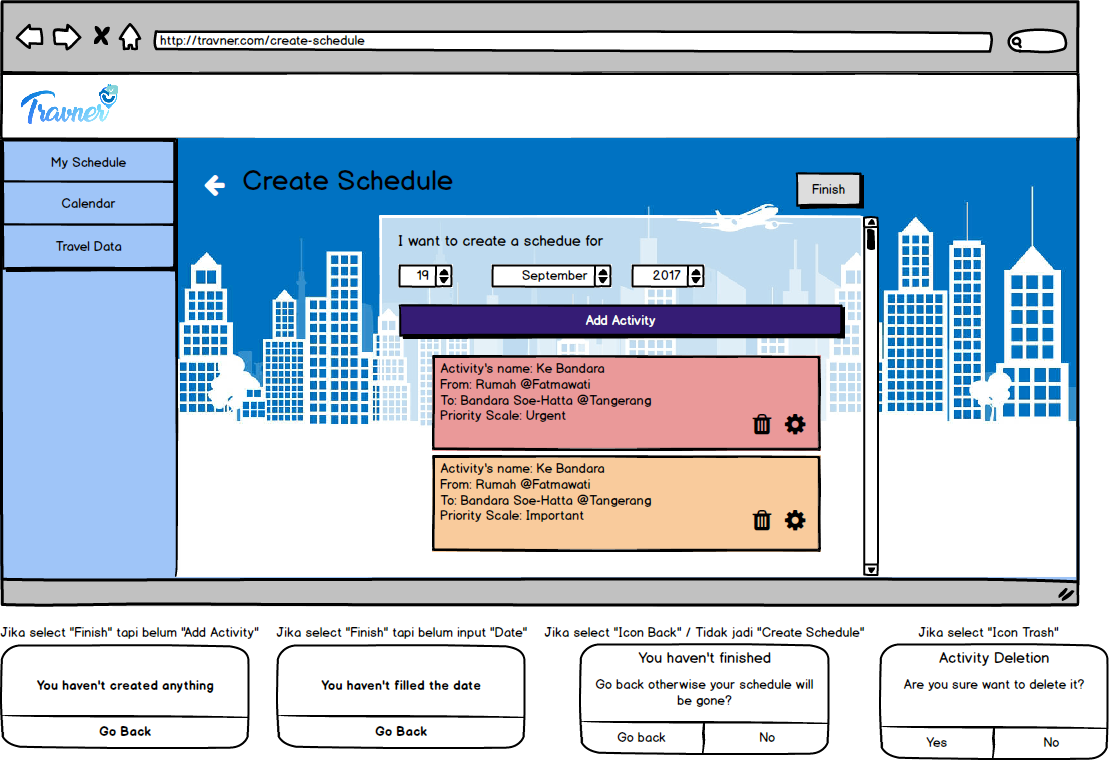 http://travner.com/create-schedule
Travner
My Schedule
Calendar
Travel Data
Create Schedule
Finish
I want to create a schedue for
19 September 2017
Add Activity
Activity's name: Ke Bandara
From: Rumah @Fatmawati
To: Bandara Soe-Hatta @Tangerang
Priority Scale: Urgent
Activity's name: Ke Bandara
From: Rumah @Fatmawati
To: Bandara Soe-Hatta @Tangerang
Priority Scale: Important
Jika select "Finish" tapi belum "Add Activity"
You haven't created anything
Go Back
Jika select "Finish" tapi belum input "Date"
You haven't filled the date
Go Back
Jika select "Icon Back" / Tidak jadi "Create Schedule"
You haven't finished
Go back otherwise your schedule will
be gone?
Go back No
Jika select "Icon Trash"
Activity Deletion
Are you sure want to delete it?
Yes No